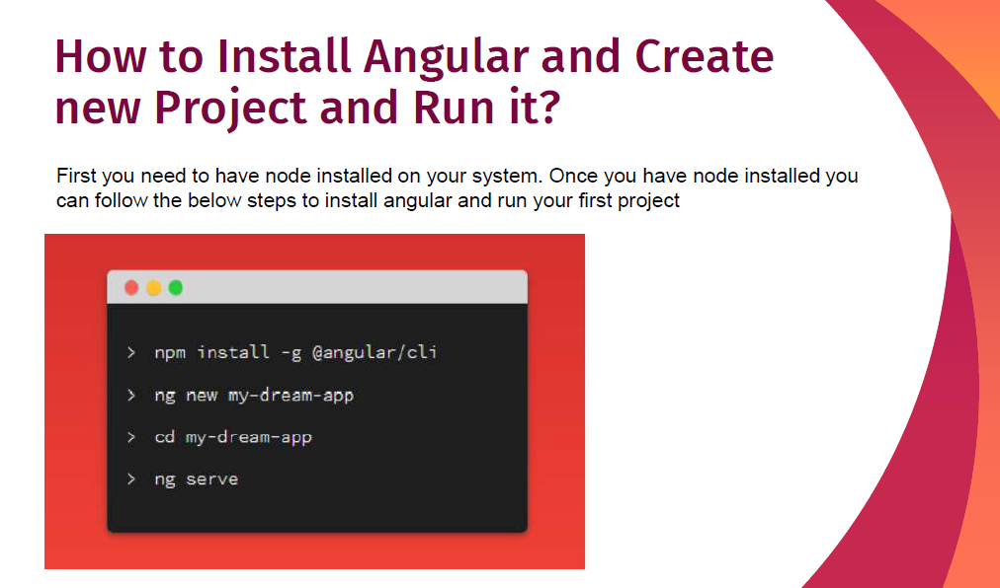 How to Install Angular and Create
new Project and Run it?
First you need to have node installed on your system. Once you have node installed you
can follow the below steps to install angular and run your first project
> npm install -g @angular/cli
> ng new my-dream-app
> cd my-dream-app
> ng serve